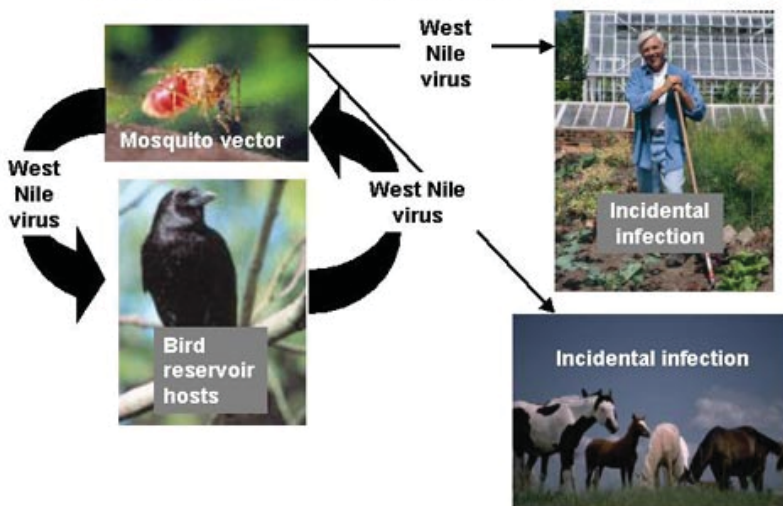 West
Nile
virus
Mosquito vector
West
Nile
virus
West Nile
virus
Incidental
infection
Bird
reservoir
hosts
Incidental infection